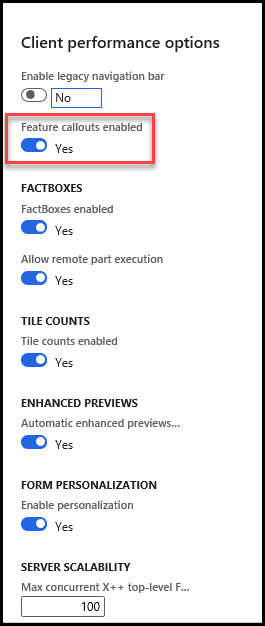 Client performance options
Enable legacy navigation bar
No
Feature callouts enabled
Yes
FACTBOXES
FactBoxes enabled
Yes
Allow remote part execution
Yes
TILE COUNTS
Tile counts enabled
Yes
ENHANCED PREVIEWS
Automatic enhanced previews...
Yes
FORM PERSONALIZATION
Enable personalization
Yes
SERVER SCALABILITY
Max concurrent X++ top-level F...
100